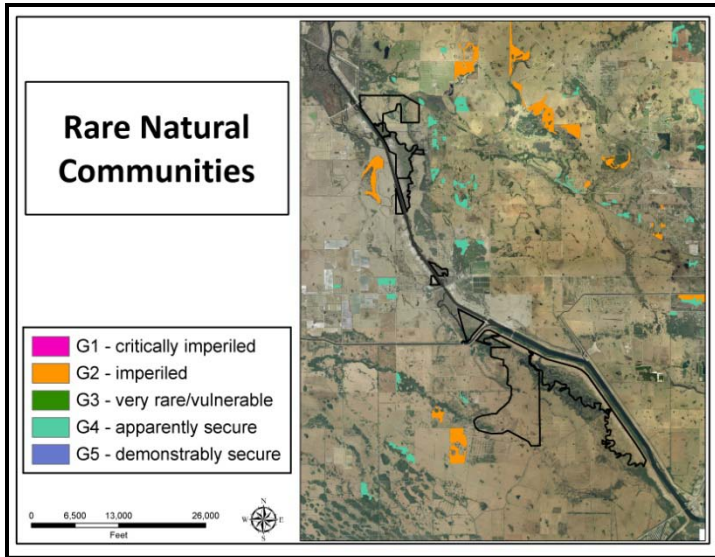 Rare Natural
Communities
G1 - critically imperiled
G2 - imperiled
G3 - very rare/vulnerable
G4 - apparently secure
G5 - demonstrably secure
0 6,500 13,000 26,000
Feet
N
W E
S